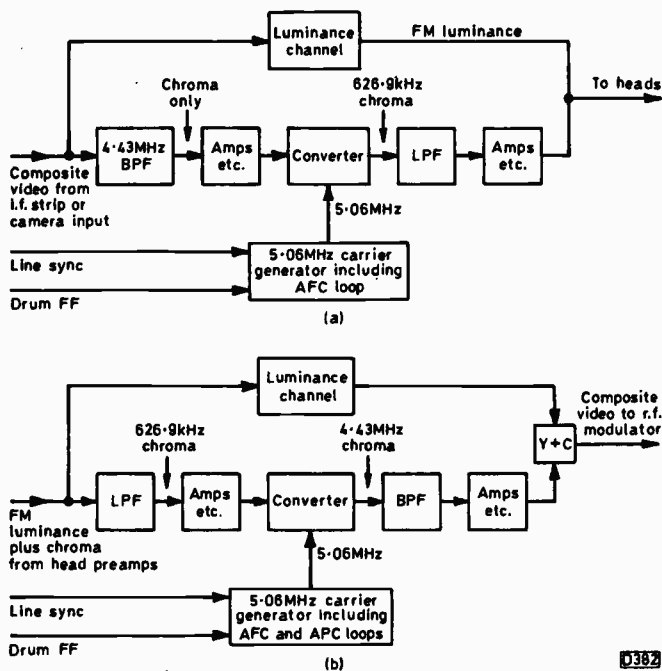 Luminance
channel
FM luminance
Chroma
only
626·9kHz
chroma
To heads
4·43MHz
BPF
Amps
etc.
Converter
LPF
Amps
etc.
Composite
video from
i.f. strip or
camera input
5·06MHz
Line sync
5·06MHz carrier
generator including
AFC loop
Drum FF
(a)
Luminance
channel
Composite
video to r.f.
modulator
626·9kHz
chroma
4·43MHz
chroma
Y+C
LPF
Amps
etc.
Converter
BPF
Amps
etc.
FM
luminance
plus chroma
from head preamps
5·06MHz
Line sync
5·06MHz carrier
generator including
AFC and APC loops
Drum FF
(b)
D382